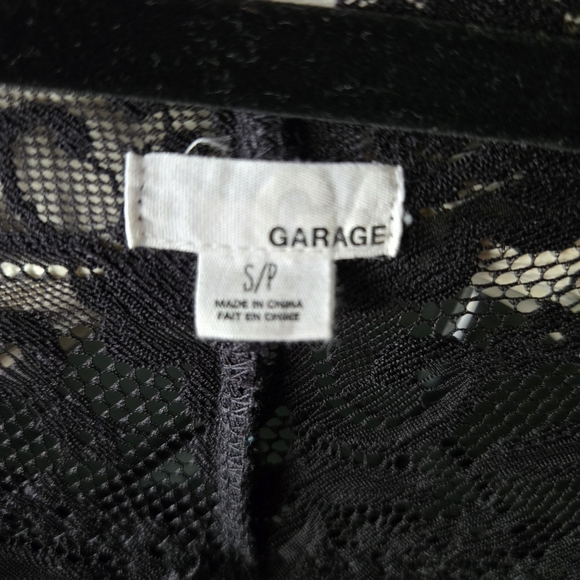 GARAGE
S/P
MADE IN CHINA
FAIT EN CHINE